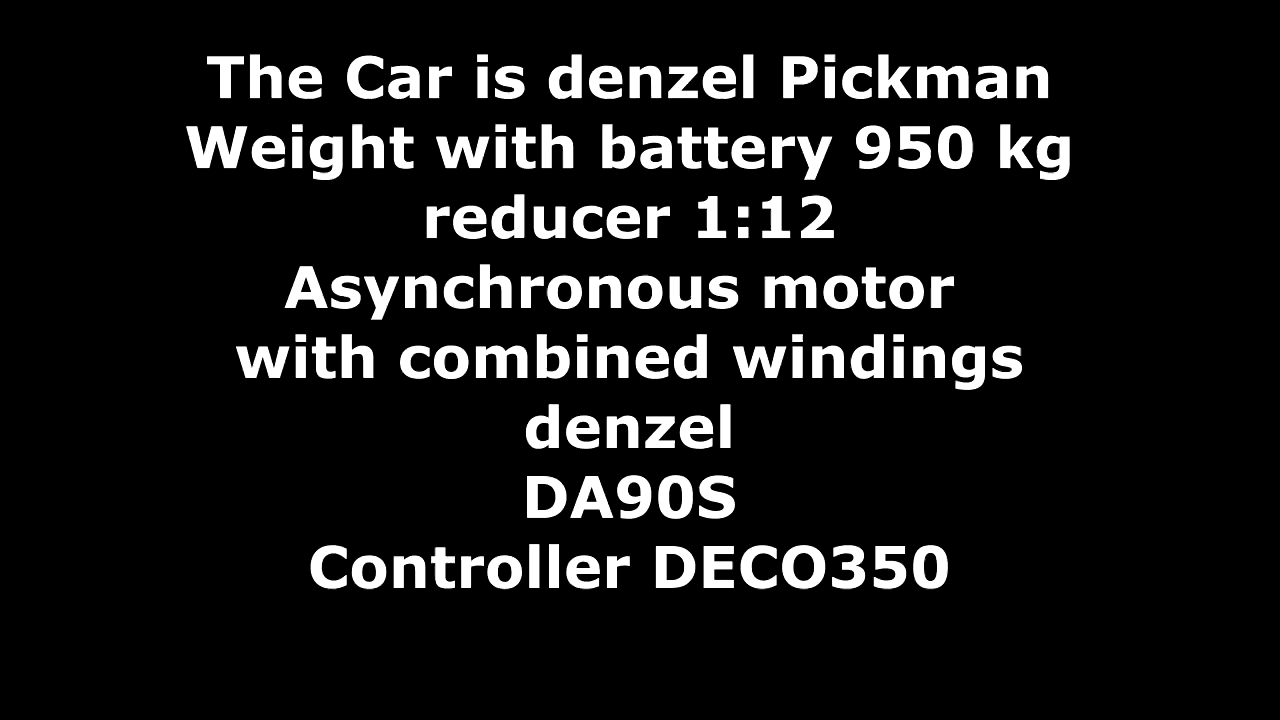 The Car is denzel Pickman
Weight with battery 950 kg
reducer 1:12
Asynchronous motor
with combined windings
denzel
DA90S
Controller DECO350